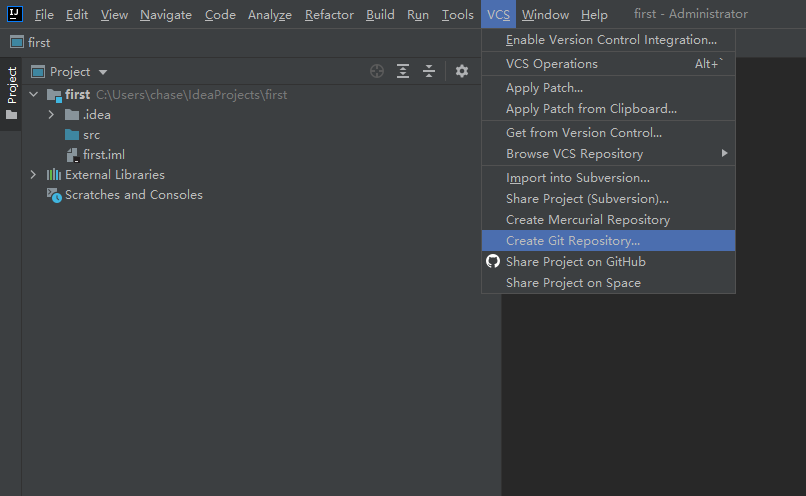 IJ File Edit View Navigate Code Analyze Refactor Build Run Tools VCS Window Help first - Administrator
first
Project
Project
first C:\Users\chase\IdeaProjects\first
.idea
src
first.iml
External Libraries
Scratches and Consoles
Enable Version Control Integration...
VCS Operations Alt+`
Apply Patch...
Apply Patch from Clipboard...
Get from Version Control...
Browse VCS Repository
Import into Subversion...
Share Project (Subversion)...
Create Mercurial Repository
Create Git Repository...
Share Project on GitHub
Share Project on Space